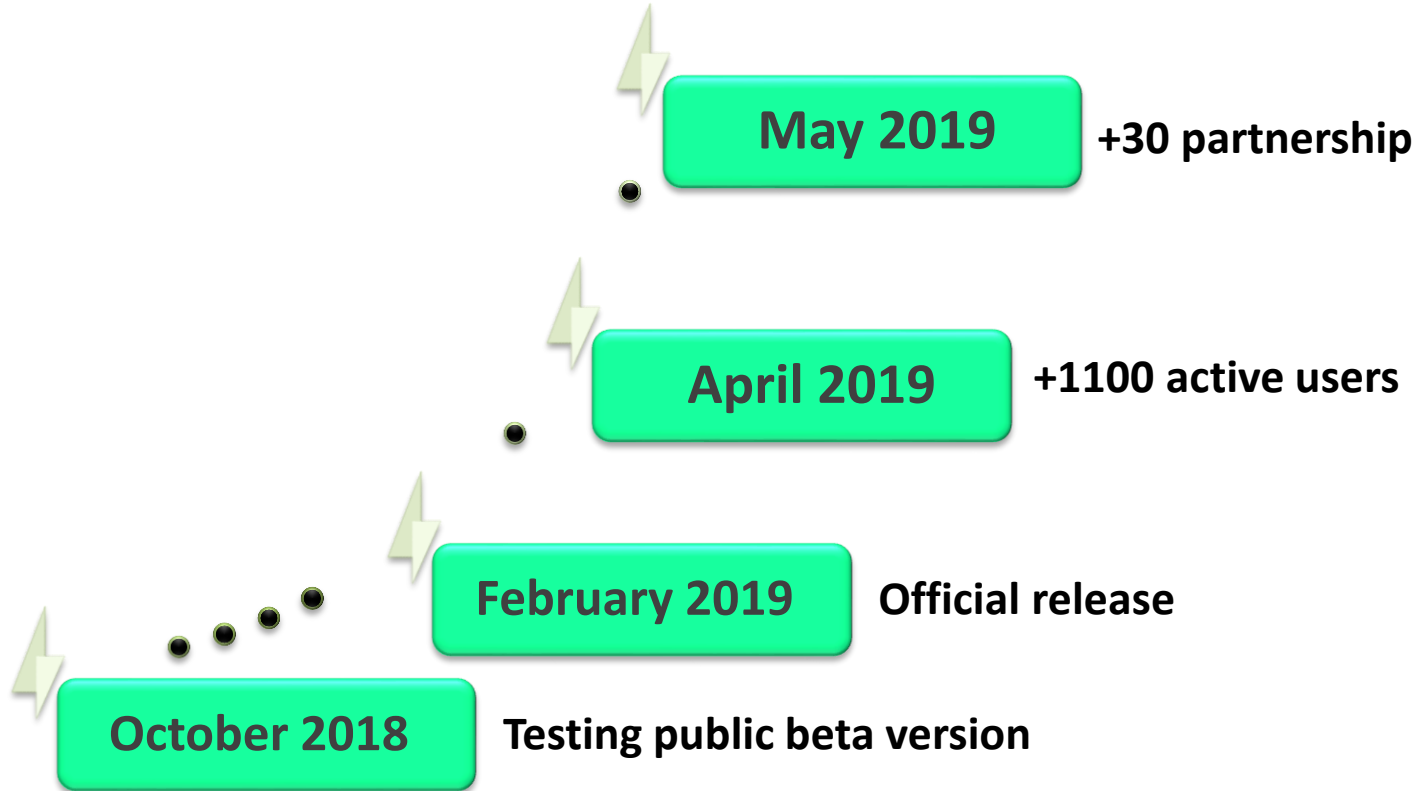 May 2019
+30 partnership
April 2019
+1100 active users
February 2019
Official release
October 2018
Testing public beta version